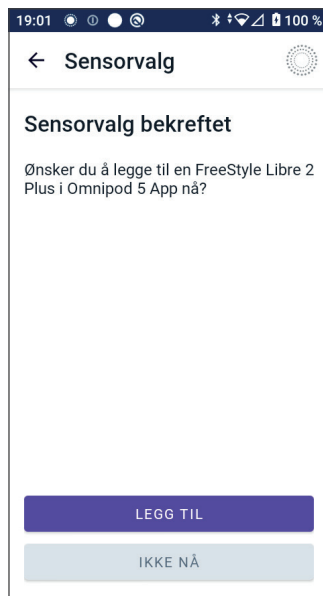 19:01 100 %
Sensorvalg
Sensorvalg bekreftet
Ønsker du å legge til en FreeStyle Libre 2
Plus i Omnipod 5 App nå?
LEGG TIL
IKKE NÅ